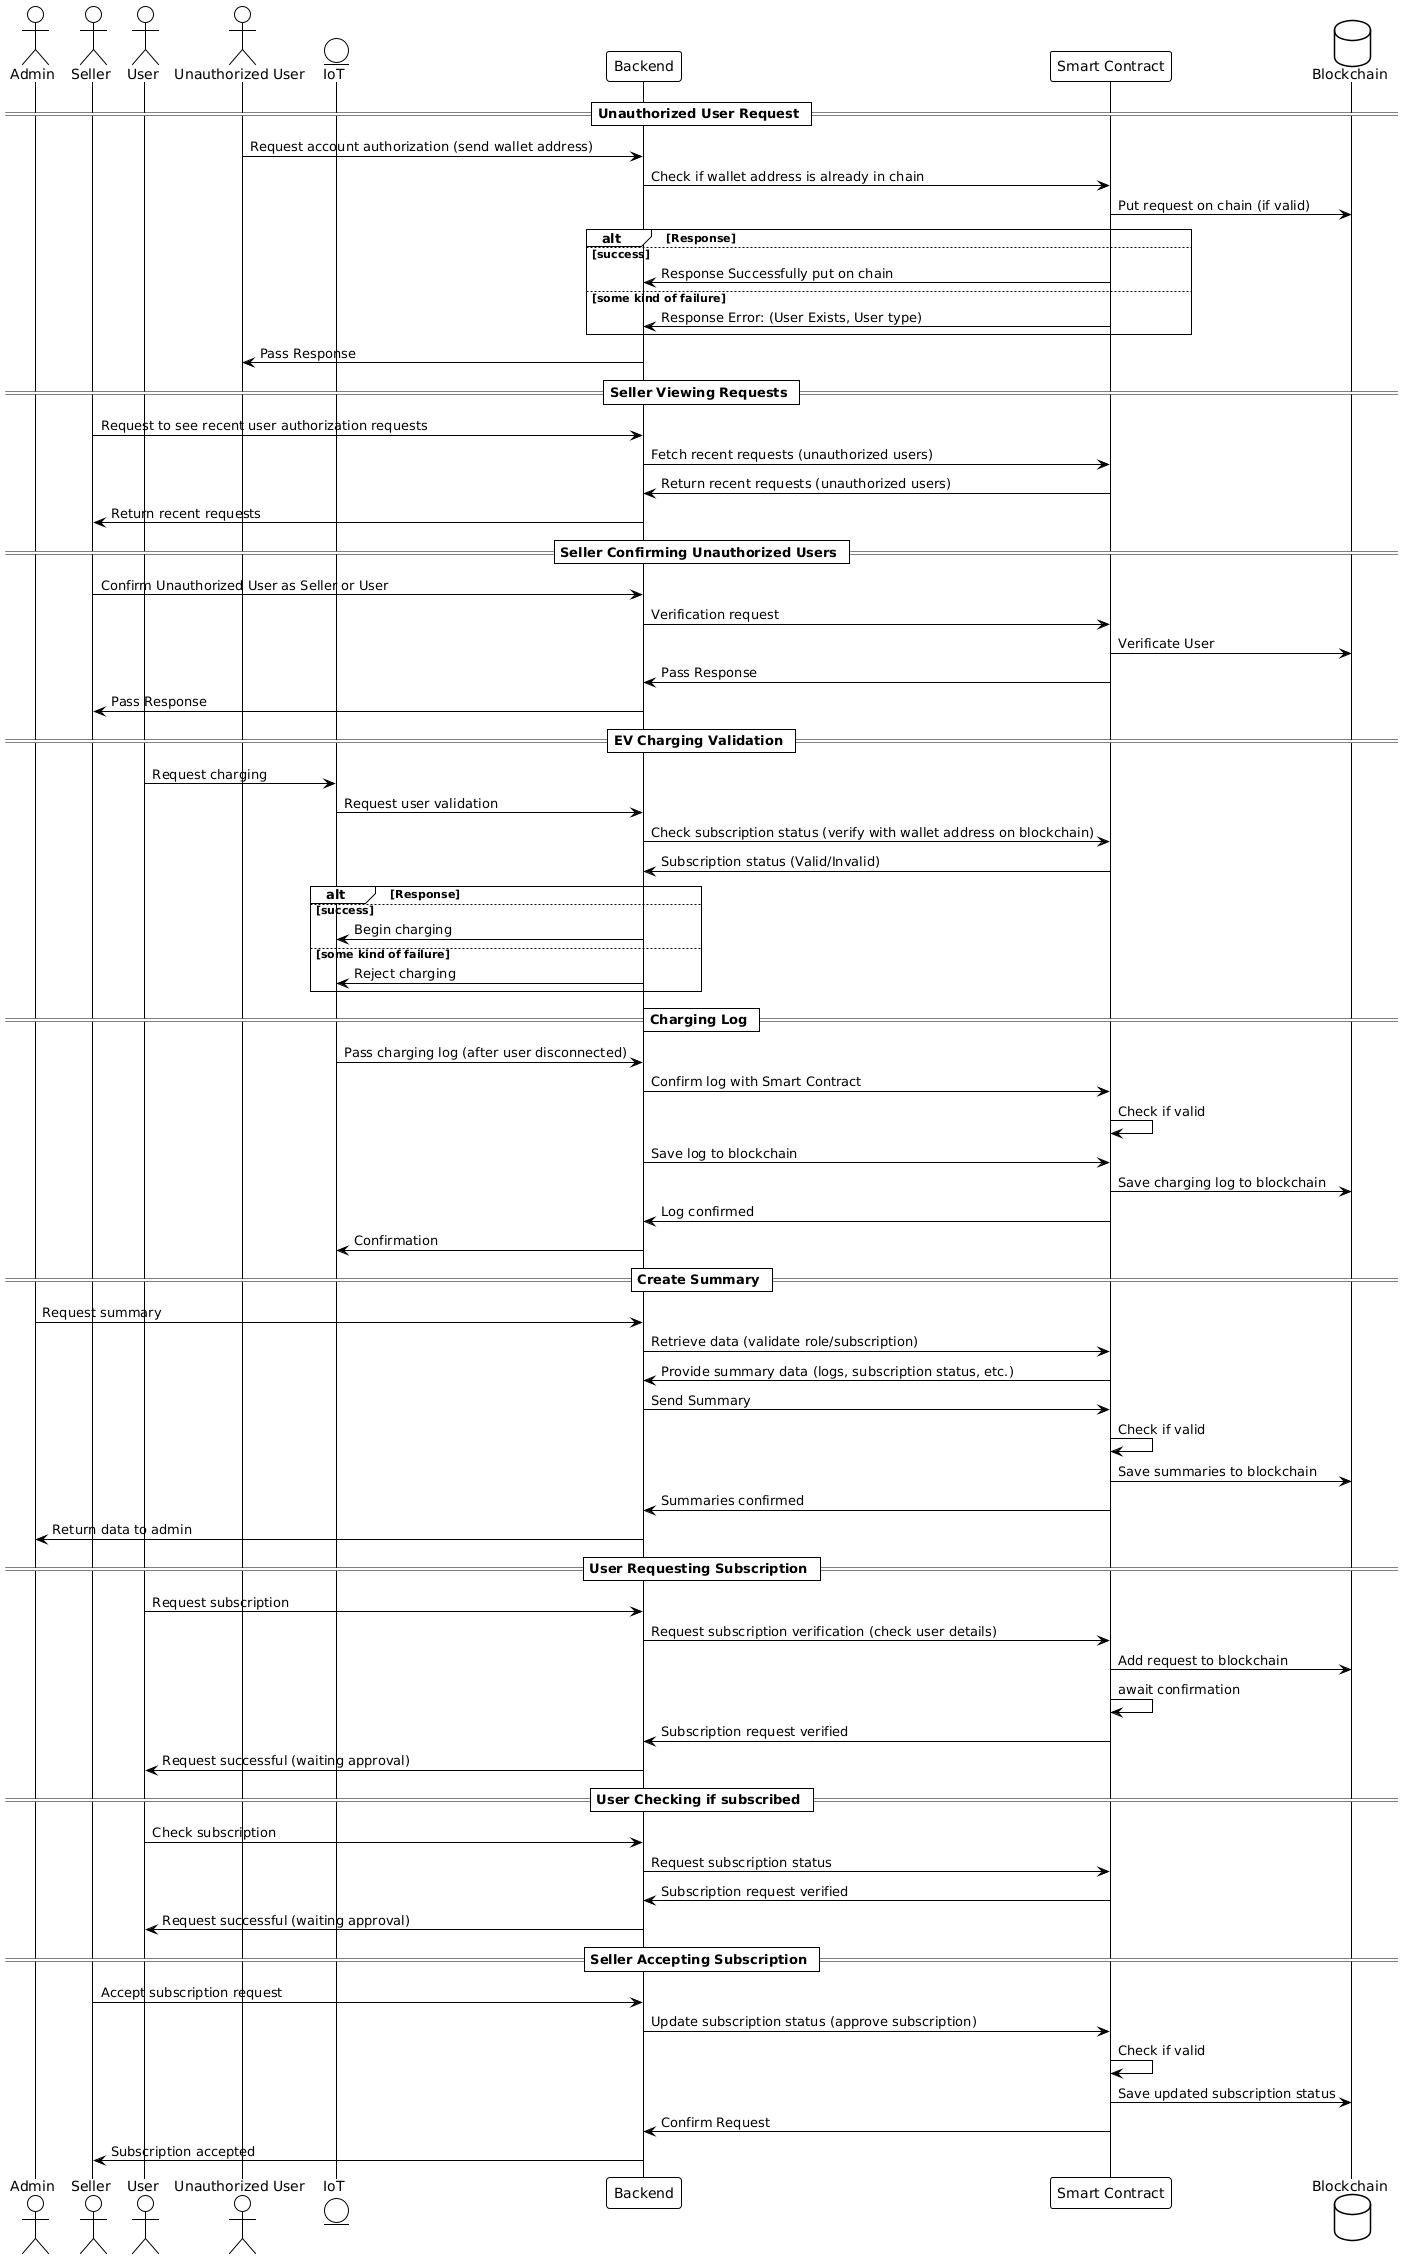 Admin
Seller
User
Unauthorized User
IoT
Backend
Smart Contract
Blockchain
Unauthorized User Request
Request account authorization (send wallet address)
Check if wallet address is already in chain
Put request on chain (if valid)
alt [Response]
[success]
Response Successfully put on chain
[some kind of failure]
Response Error: (User Exists, User type)
Pass Response
Seller Viewing Requests
Request to see recent user authorization requests
Fetch recent requests (unauthorized users)
Return recent requests (unauthorized users)
Return recent requests
Seller Confirming Unauthorized Users
Confirm Unauthorized User as Seller or User
Verification request
Verificate User
Pass Response
Pass Response
EV Charging Validation
Request charging
Request user validation
Check subscription status (verify with wallet address on blockchain)
Subscription status (Valid/Invalid)
alt [Response]
[success]
Begin charging
[some kind of failure]
Reject charging
Charging Log
Pass charging log (after user disconnected)
Confirm log with Smart Contract
Check if valid
Save log to blockchain
Save charging log to blockchain
Log confirmed
Confirmation
Create Summary
Request summary
Retrieve data (validate role/subscription)
Provide summary data (logs, subscription status, etc.)
Send Summary
Check if valid
Save summaries to blockchain
Summaries confirmed
Return data to admin
User Requesting Subscription
Request subscription
Request subscription verification (check user details)
Add request to blockchain
await confirmation
Subscription request verified
Request successful (waiting approval)
User Checking if subscribed
Check subscription
Request subscription status
Subscription request verified
Request successful (waiting approval)
Seller Accepting Subscription
Accept subscription request
Update subscription status (approve subscription)
Check if valid
Save updated subscription status
Confirm Request
Subscription accepted
Admin
Seller
User
Unauthorized User
IoT
Backend
Smart Contract
Blockchain